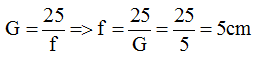 G = 25/f => f = 25/G = 25/5 = 5cm